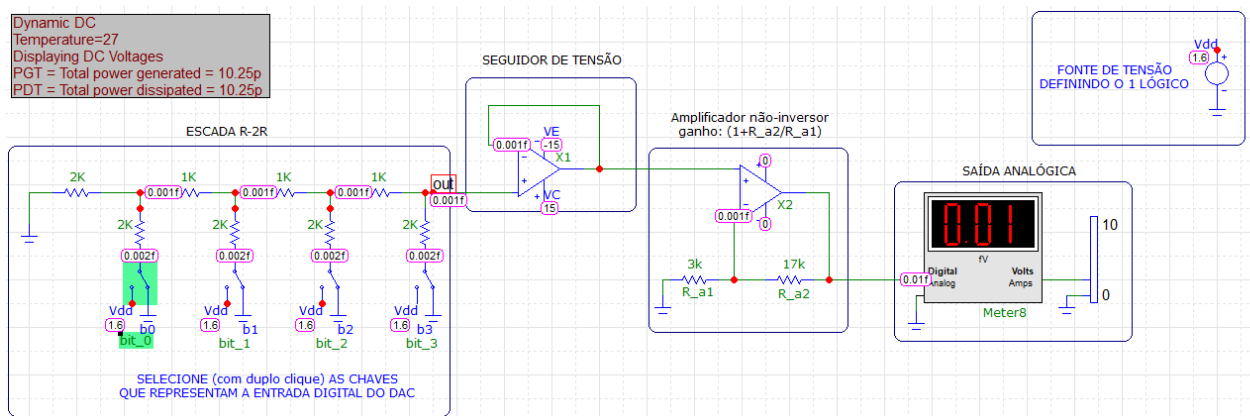 Dynamic DC
Temperature=27
Displaying DC Voltages
PGT = Total power generated = 10.25p
PDT = Total power dissipated = 10.25p
ESCADA R-2R
2K
0.001f
1K
0.001f
1K
0.001f
1K
out
0.001f
2K
2K
2K
2K
0.002f
0.002f
0.002f
0.002f
Vdd
Vdd
Vdd
Vdd
1.6
b0
1.6
b1
1.6
b2
1.6
b3
bit_0
bit_1
bit_2
bit_3
SELECIONE (com duplo clique) AS CHAVES
QUE REPRESENTAM A ENTRADA DIGITAL DO DAC
SEGUIDOR DE TENSÃO
VE
0.001f
-15
X1
VC
15
Amplificador não-inversor
ganho: (1+R_a2/R_a1)
0
X2
0.001f
0
3k
17k
R_a1
R_a2
SAÍDA ANALÓGICA
0.01
fV
0.01f
Digital
Analog
Volts
Amps
Meter8
10
0
Vdd
1.6
FONTE DE TENSÃO
DEFININDO O 1 LÓGICO